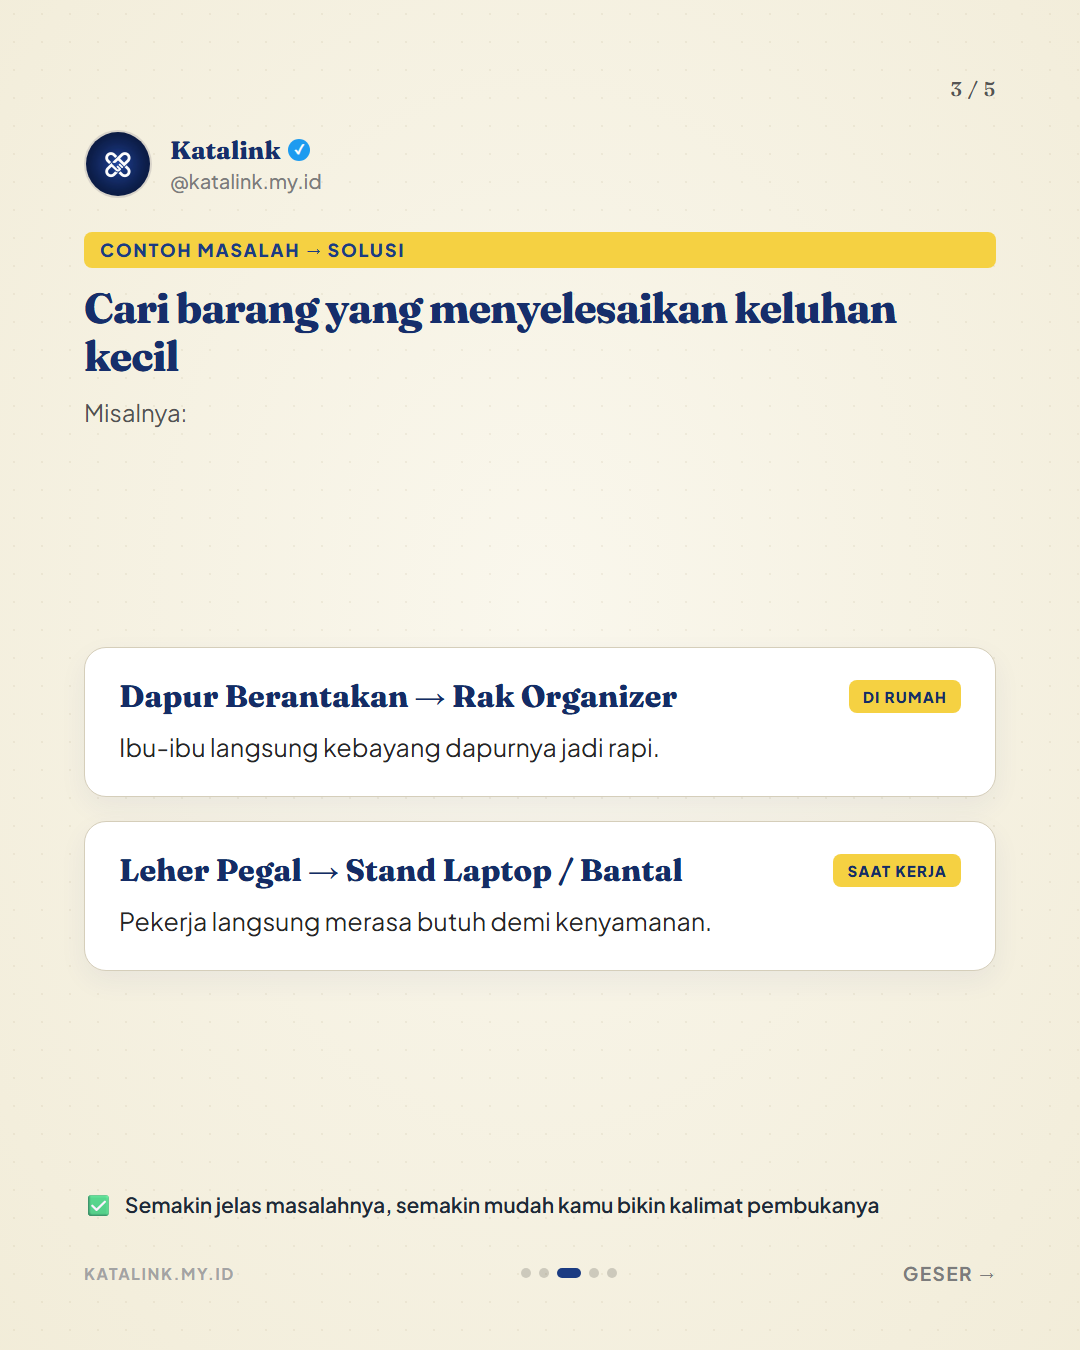 3 / 5
Katalink
@katalink.my.id
CONTOH MASALAH → SOLUSI
Cari barang yang menyelesaikan keluhan
kecil
Misalnya:
Dapur Berantakan → Rak Organizer
DI RUMAH
Ibu-ibu langsung kebayang dapurnya jadi rapi.
Leher Pegal → Stand Laptop / Bantal
SAAT KERJA
Pekerja langsung merasa butuh demi kenyamanan.
✅ Semakin jelas masalahnya, semakin mudah kamu bikin kalimat pembukanya
KATALINK.MY.ID
GESER →